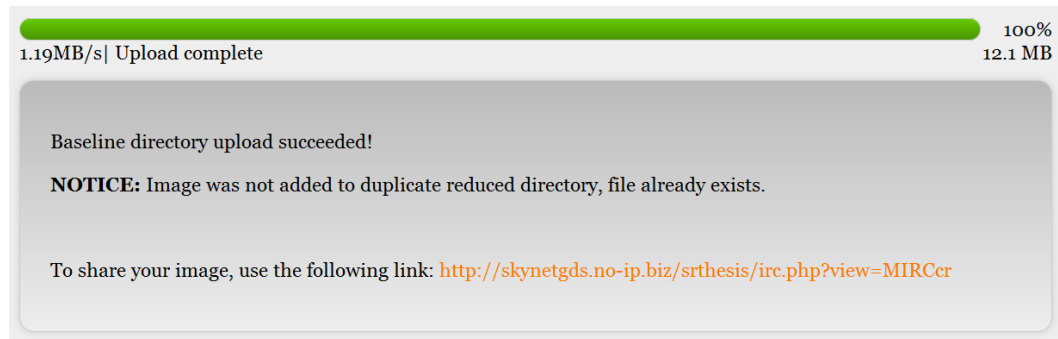 100%
1.19MB/s| Upload complete
12.1 MB
Baseline directory upload succeeded!
NOTICE: Image was not added to duplicate reduced directory, file already exists.
To share your image, use the following link: http://skynetgds.no-ip.biz/srthesis/irc.php?view=MIRCcr